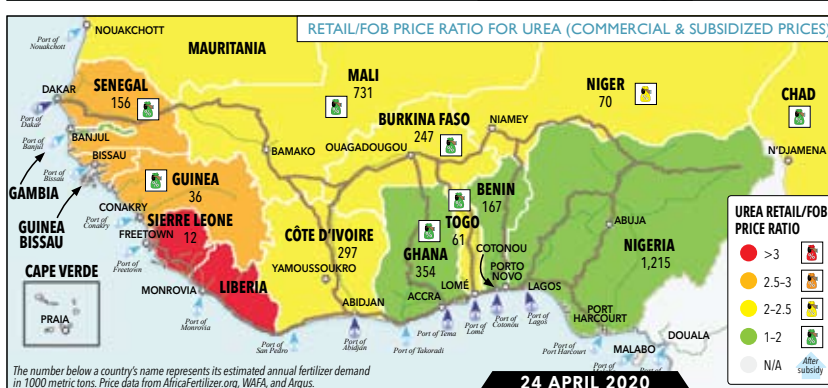 RETAIL/FOB PRICE RATIO FOR UREA (COMMERCIAL & SUBSIDIZED PRICES)
NOUAKCHOTT
Port of
Nouakchott
MAURITANIA
MALI
731
NIGER
70
CHAD
SENEGAL
156
DAKAR
Port of
Dakar
BURKINA FASO
247
NIAMEY
OUAGADOUGOU
BANJUL
Port of
Banjul
BAMAKO
N'DJAMENA
BISSAU
Port of
Bissau
GAMBIA
GUINEA
36
GUINEA
BISSAU
CONAKRY
Port of
Conakry
SIERRE LEONE
12
FREETOWN
Port of
Freetown
BENIN
167
TOGO
61
GHANA
354
CÔTE D'IVOIRE
297
YAMOUSSOUKRO
ABUJA
NIGERIA
1,215
COTONOU
PORTO
NOVO
LAGOS
LOMÉ
ACCRA
ABIDJAN
LIBERIA
MONROVIA
Port of
Monrovia
CAPE VERDE
PRAIA
Port of
San Pedro
Port of
Abidjan
Port of Takoradi
Port of Tema
Port of
Lomé
Port of
Cotonou
Port of
Lagos
PORT
HARCOURT
Port of
Port Harcourt
MALABO
DOUALA
UREA RETAIL/FOB
PRICE RATIO
>3
2.5–3
2–2.5
1–2
N/A
After
subsidy
The number below a country's name represents its estimated annual fertilizer demand
in 1000 metric tons. Price data from AfricaFertilizer.org, WAFA, and Argus.
24 APRIL 2020